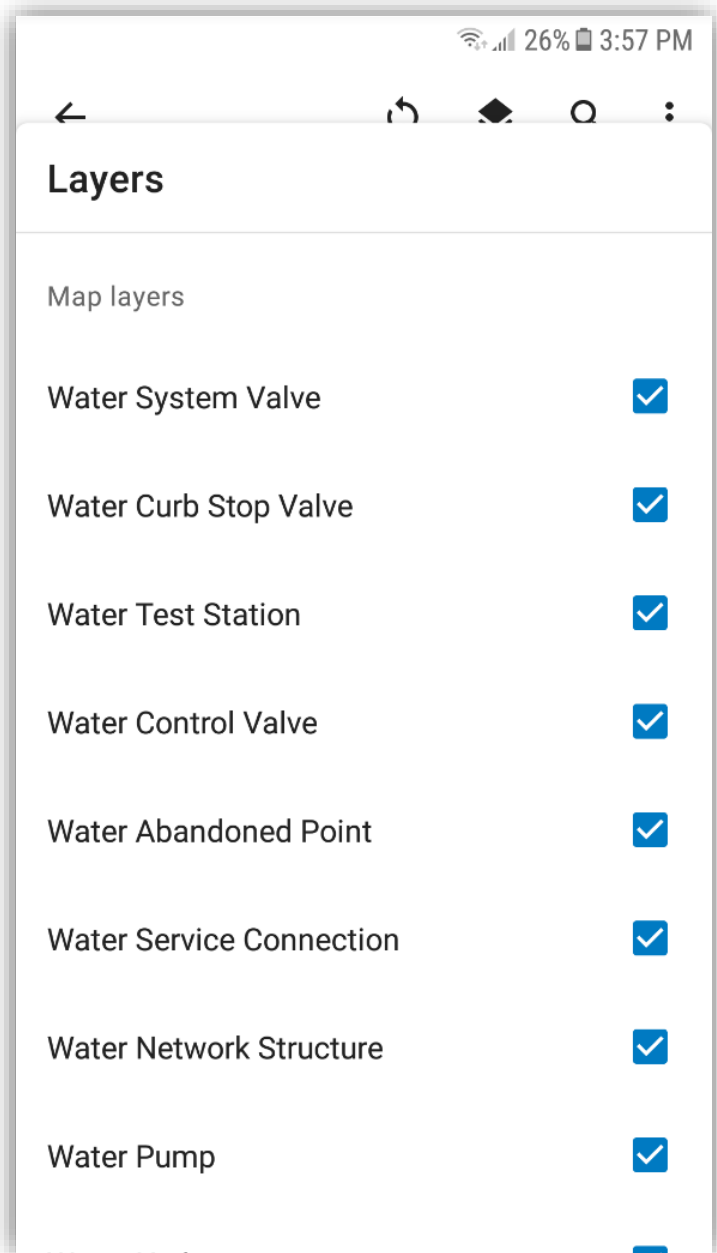 26% 3:57 PM
Layers
Map layers
Water System Valve
Water Curb Stop Valve
Water Test Station
Water Control Valve
Water Abandoned Point
Water Service Connection
Water Network Structure
Water Pump